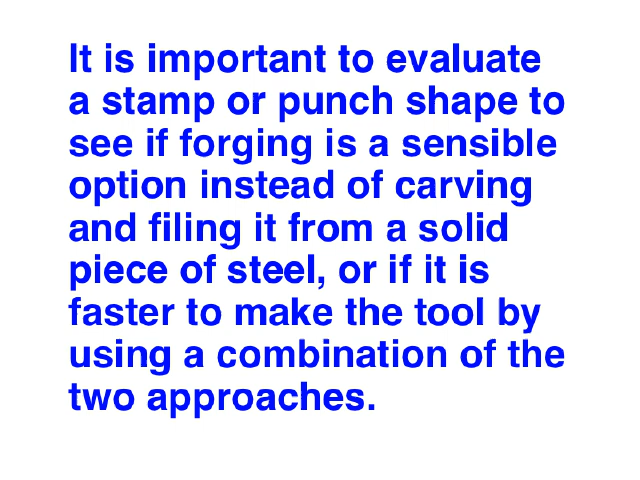 It is important to evaluate
a stamp or punch shape to
see if forging is a sensible
option instead of carving
and filing it from a solid
piece of steel, or if it is
faster to make the tool by
using a combination of the
two approaches.